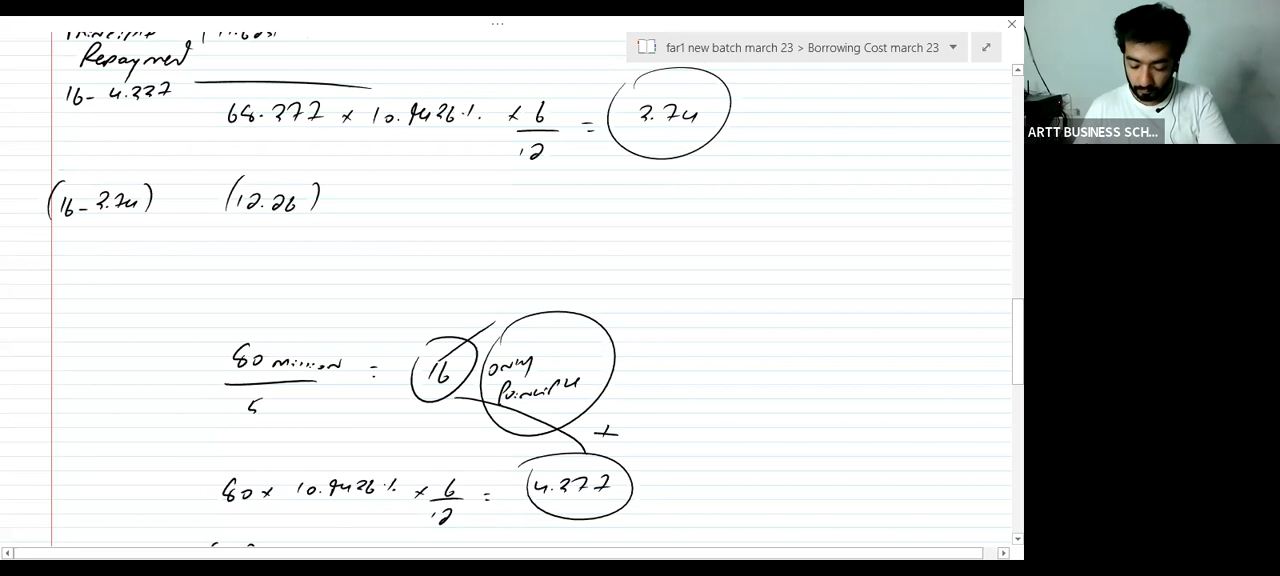 far1 new batch march 23 > Borrowing Cost march 23
Repayment
16 - 4.377
68.377 × 10.9426% × 6/12 = 3.74
(16 - 3.74) (12.26)
80 million / 5 = 16 only Principle
+
80 × 10.9426% × 6/12 = 4.377
ARTT BUSINESS SCH...